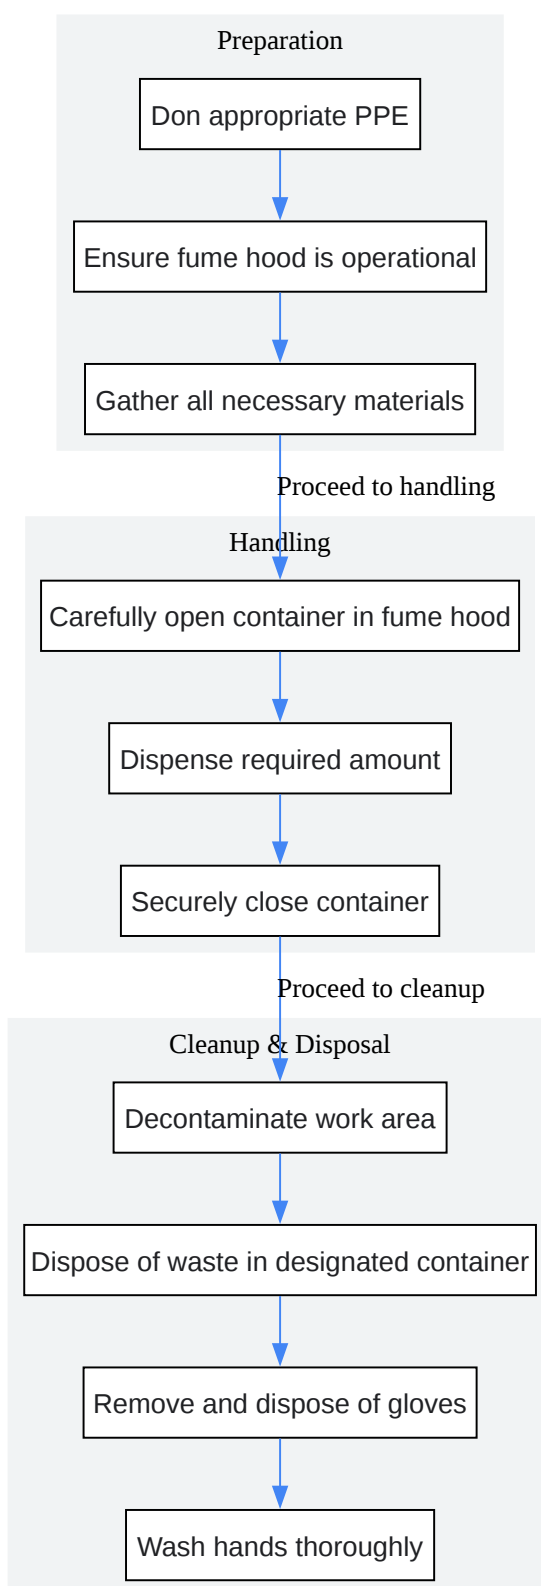 Preparation
Don appropriate PPE
Ensure fume hood is operational
Gather all necessary materials
Proceed to handling
Handling
Carefully open container in fume hood
Dispense required amount
Securely close container
Proceed to cleanup
Cleanup & Disposal
Decontaminate work area
Dispose of waste in designated container
Remove and dispose of gloves
Wash hands thoroughly